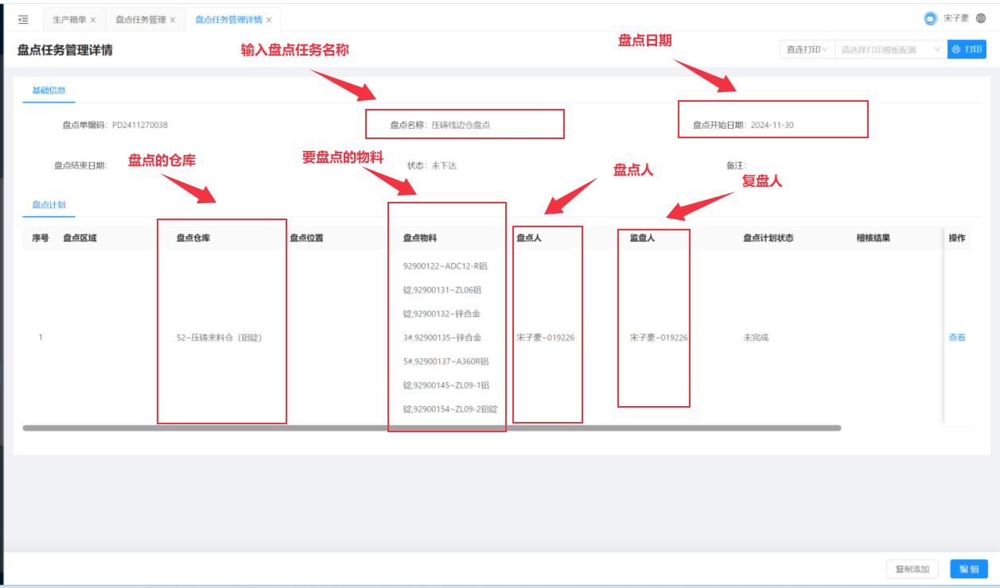 生产箱单 ×
盘点任务管理 ×
盘点任务管理详情 ×
宋子豪
盘点任务管理详情
输入盘点任务名称
盘点日期
直连打印
请选择打印模板配置
打印
基础信息
盘点单编码：PD2411270038
盘点名称：压铸线边仓盘点
盘点开始日期：2024-11-30
盘点结束日期：
盘点的仓库
要盘点的物料
状态：未下达
盘点人
备注：
复盘人
盘点计划
序号 盘点区域 盘点仓库 盘点位置 盘点物料 盘点人 监盘人 盘点计划状态 稽核结果 操作
92900122~ADC12-R铝
锭,92900131~ZL06铝
锭,92900132~锌合金
1 52~压铸来料仓（铝锭） 3#,92900135~锌合金 宋子豪~019226 宋子豪~019226 未完成 查看
5#,92900137~A360R铝
锭,92900145~ZL09-1铝
锭,92900154~ZL09-2铝锭
复制添加
编辑